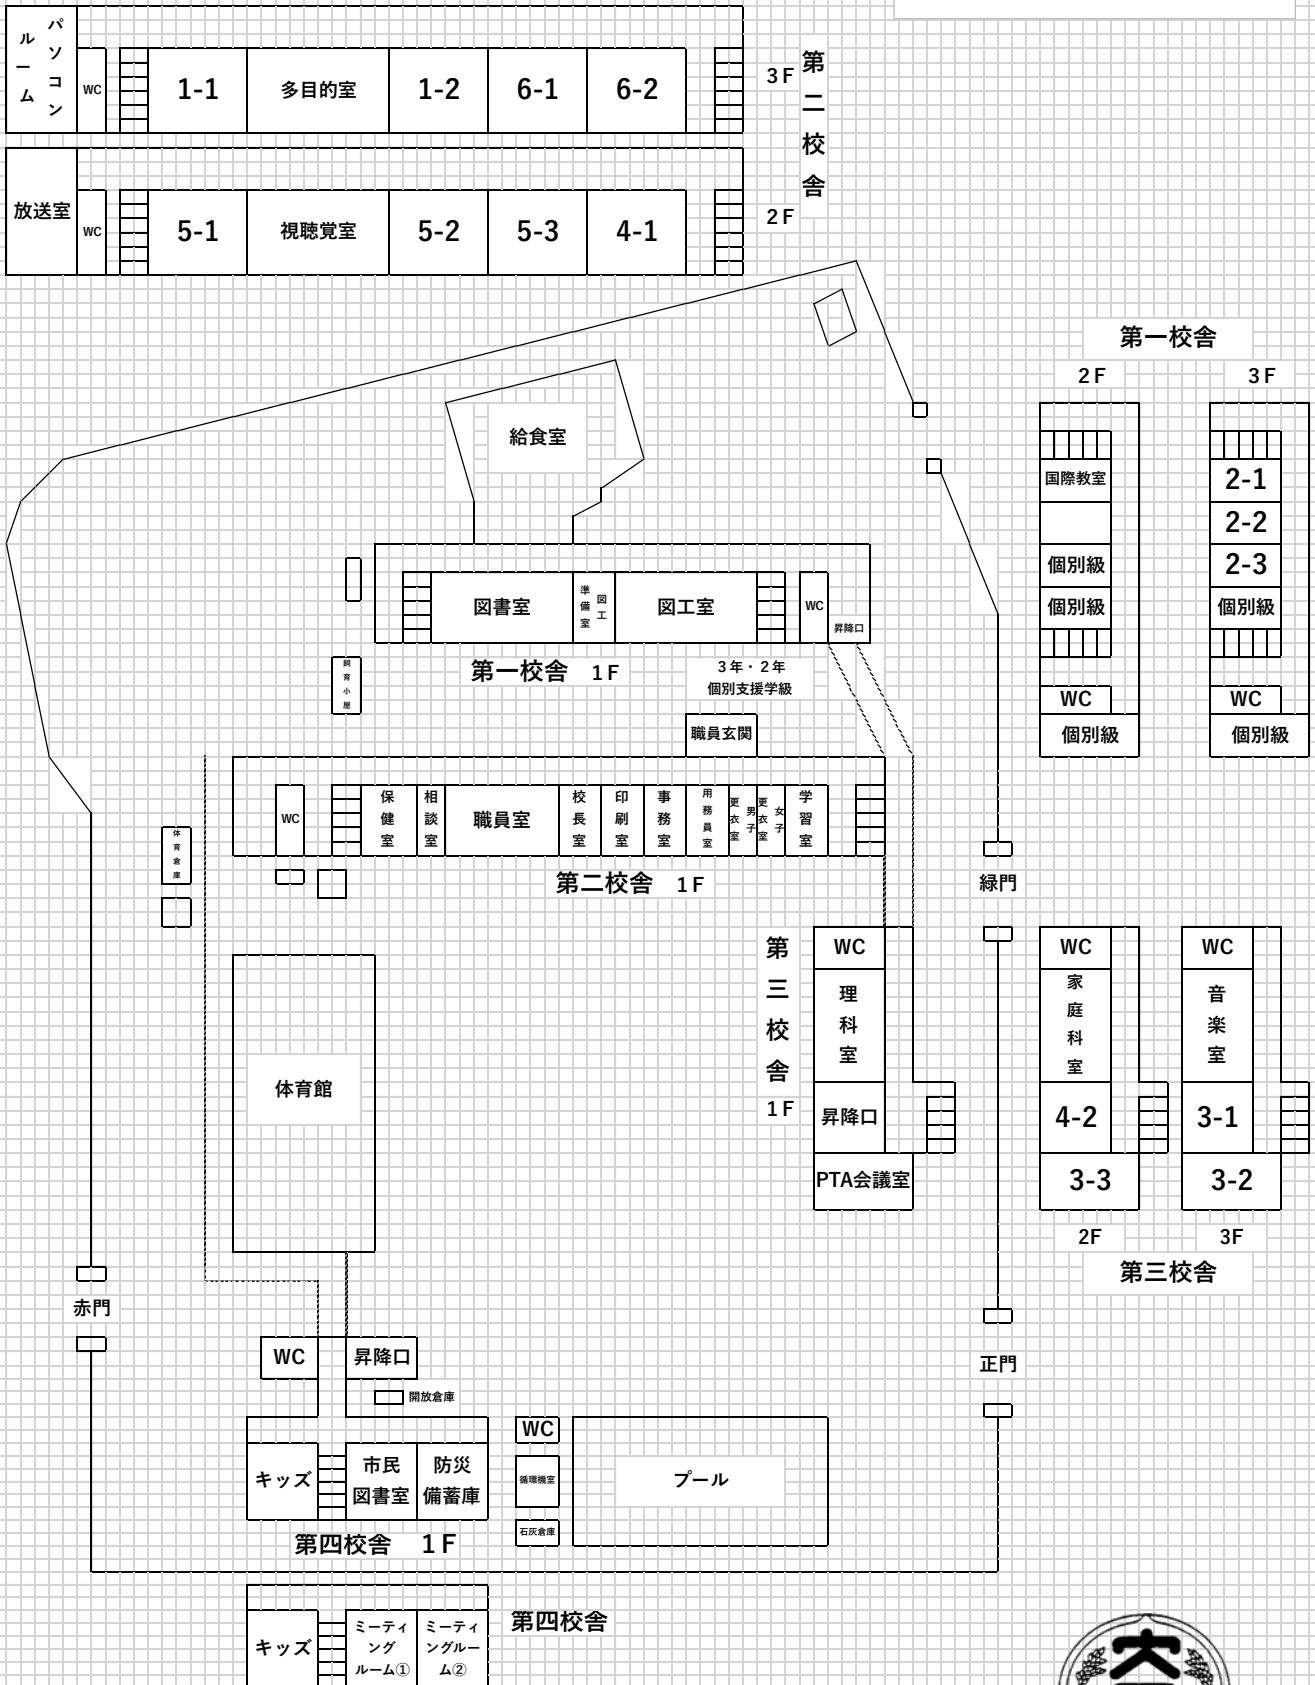 パソコン
ルーム
WC
1-1
多目的室
1-2
6-1
6-2
3F
第二校舎
放送室
WC
5-1
視聴覚室
5-2
5-3
4-1
2F
第一校舎
2F
3F
給食室
国際教室
個別級
個別級
WC
個別級
2-1
2-2
2-3
個別級
WC
個別級
図書室
図工
準備室
図工室
WC
昇降口
第一校舎 1F
3年・2年
個別支援学級
飼育小屋
職員玄関
WC
保健室
相談室
職員室
校長室
印刷室
事務室
用務員室
男子
更衣室
女子
更衣室
学習室
第二校舎 1F
体育倉庫
緑門
第三校舎
1F
WC
理科室
昇降口
PTA会議室
WC
家庭科室
4-2
3-3
2F
WC
音楽室
3-1
3-2
3F
第三校舎
体育館
赤門
正門
WC
昇降口
開放倉庫
キッズ
市民
図書室
防災
備蓄庫
第四校舎 1F
WC
循環機室
石灰倉庫
プール
第四校舎
キッズ
ミーティ
ング
ルーム①
ミーティ
ングルー
ム②
大